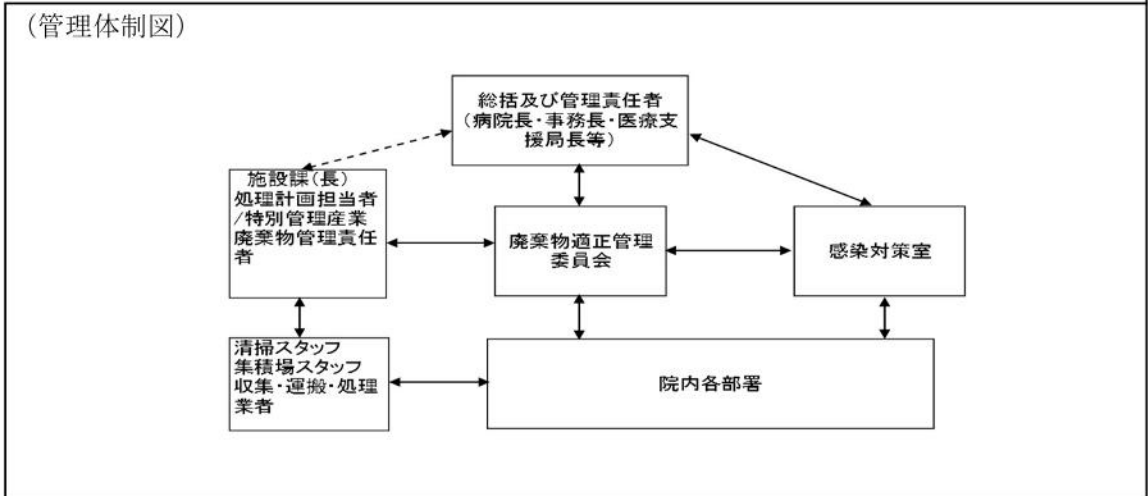 (管理体制図)
総括及び管理責任者
(病院長・事務長・医療支
援局長等)
施設課(長)
処理計画担当者
/特別管理産業
廃棄物管理責任
者
廃棄物適正管理
委員会
感染対策室
清掃スタッフ
集積場スタッフ
収集・運搬・処理
業者
院内各部署